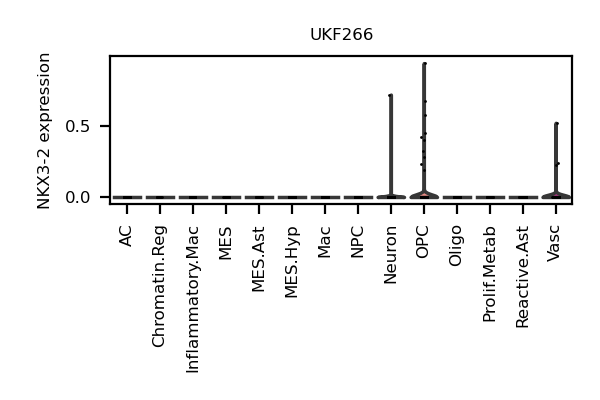 UKF266
NKX3-2 expression
0.5
0.0
AC
Chromatin.Reg
Inflammatory.Mac
MES
MES.Ast
MES.Hyp
Mac
NPC
Neuron
OPC
Oligo
Prolif.Metab
Reactive.Ast
Vasc